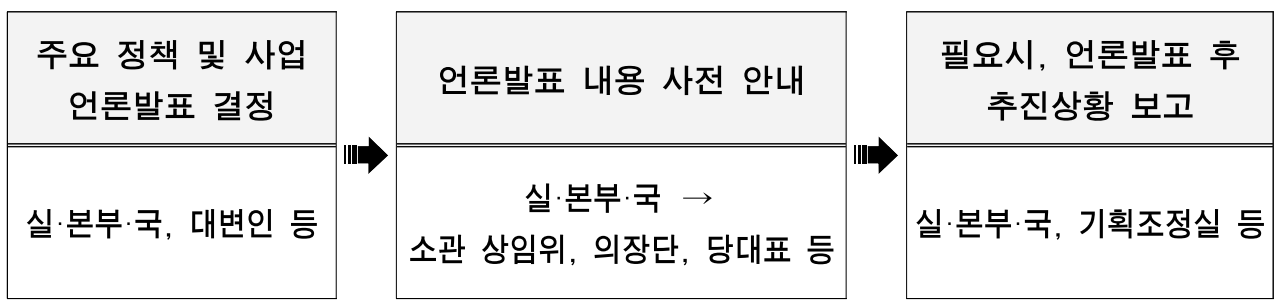 주요 정책 및 사업
언론발표 결정
실·본부·국, 대변인 등
언론발표 내용 사전 안내
실·본부·국 →
소관 상임위, 의장단, 당대표 등
필요시, 언론발표 후
추진상황 보고
실·본부·국, 기획조정실 등